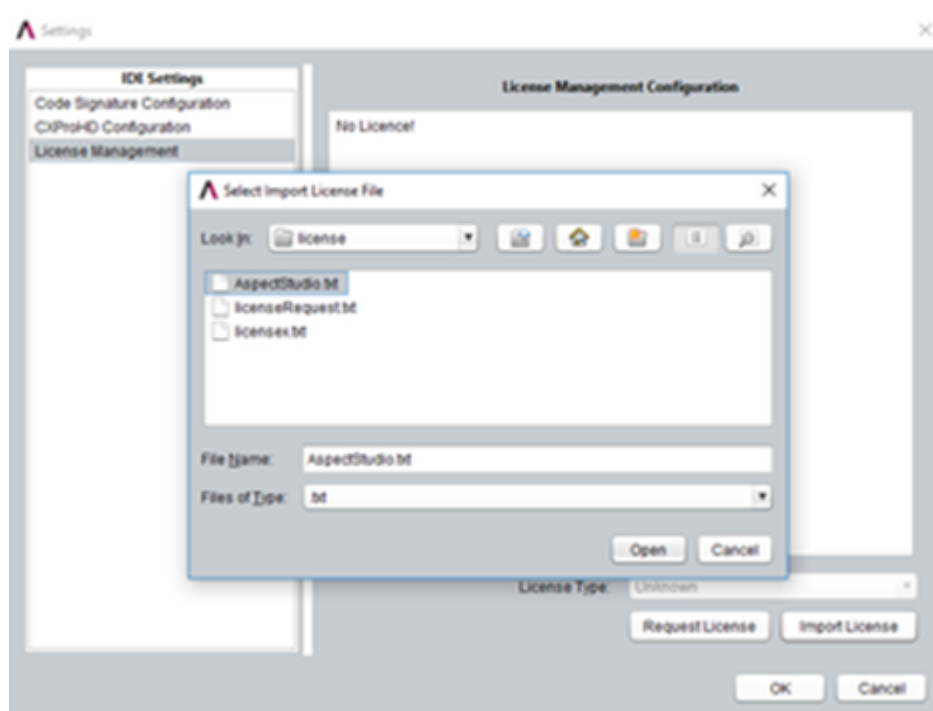 Settings
IDE Settings
Code Signature Configuration
CXProHD Configuration
License Management
License Management Configuration
No Licence!
Select Import License File
Look In:
license
AspectStudio.txt
licenseRequest.txt
licensex.txt
File Name:
AspectStudio.txt
Files of Type:
.txt
Open
Cancel
License Type:
Unknown
Request License
Import License
OK
Cancel